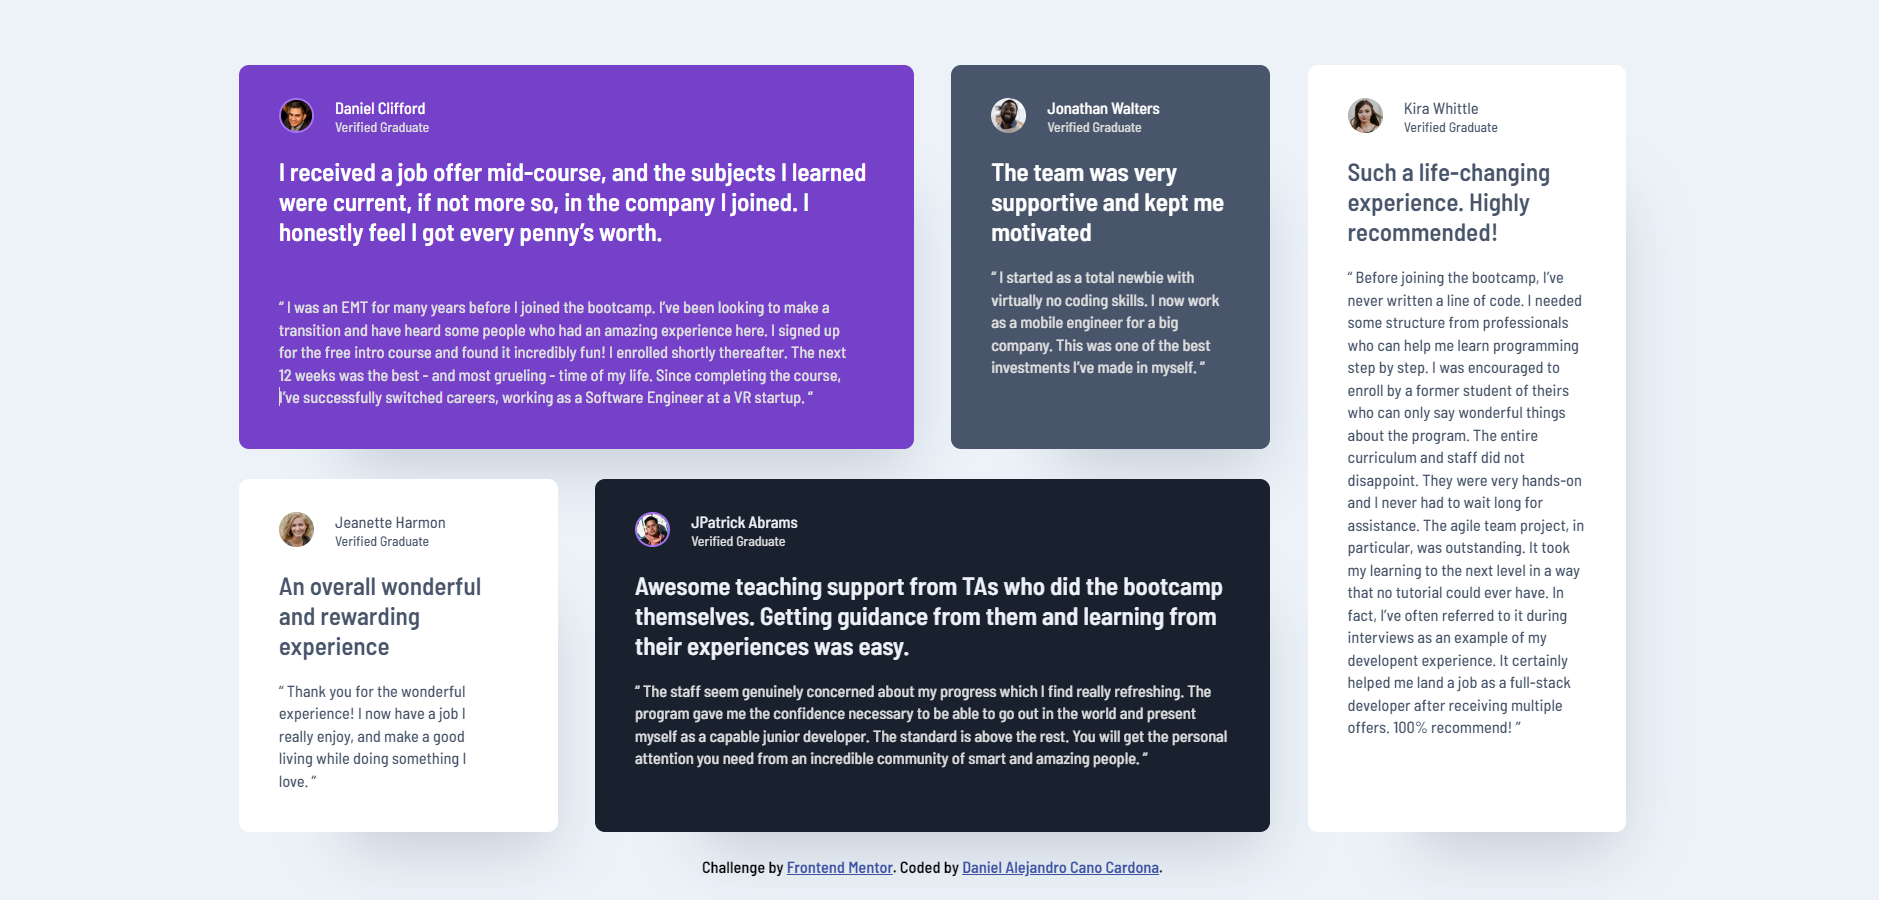 Daniel Clifford
Verified Graduate
I received a job offer mid-course, and the subjects I learned
were current, if not more so, in the company I joined. I
honestly feel I got every penny’s worth.
“ I was an EMT for many years before I joined the bootcamp. I’ve been looking to make a
transition and have heard some people who had an amazing experience here. I signed up
for the free intro course and found it incredibly fun! I enrolled shortly thereafter. The next
12 weeks was the best - and most grueling - time of my life. Since completing the course,
I’ve successfully switched careers, working as a Software Engineer at a VR startup. ”
Jonathan Walters
Verified Graduate
The team was very
supportive and kept me
motivated
“ I started as a total newbie with
virtually no coding skills. I now work
as a mobile engineer for a big
company. This was one of the best
investments I’ve made in myself. ”
Kira Whittle
Verified Graduate
Such a life-changing
experience. Highly
recommended!
“ Before joining the bootcamp, I’ve
never written a line of code. I needed
some structure from professionals
who can help me learn programming
step by step. I was encouraged to
enroll by a former student of theirs
who can only say wonderful things
about the program. The entire
curriculum and staff did not
disappoint. They were very hands-on
and I never had to wait long for
assistance. The agile team project, in
particular, was outstanding. It took
my learning to the next level in a way
that no tutorial could ever have. In
fact, I’ve often referred to it during
interviews as an example of my
developent experience. It certainly
helped me land a job as a full-stack
developer after receiving multiple
offers. 100% recommend! ”
Jeanette Harmon
Verified Graduate
An overall wonderful
and rewarding
experience
“ Thank you for the wonderful
experience! I now have a job I
really enjoy, and make a good
living while doing something I
love. ”
JPatrick Abrams
Verified Graduate
Awesome teaching support from TAs who did the bootcamp
themselves. Getting guidance from them and learning from
their experiences was easy.
“ The staff seem genuinely concerned about my progress which I find really refreshing. The
program gave me the confidence necessary to be able to go out in the world and present
myself as a capable junior developer. The standard is above the rest. You will get the personal
attention you need from an incredible community of smart and amazing people. ”
Challenge by Frontend Mentor. Coded by Daniel Alejandro Cano Cardona.